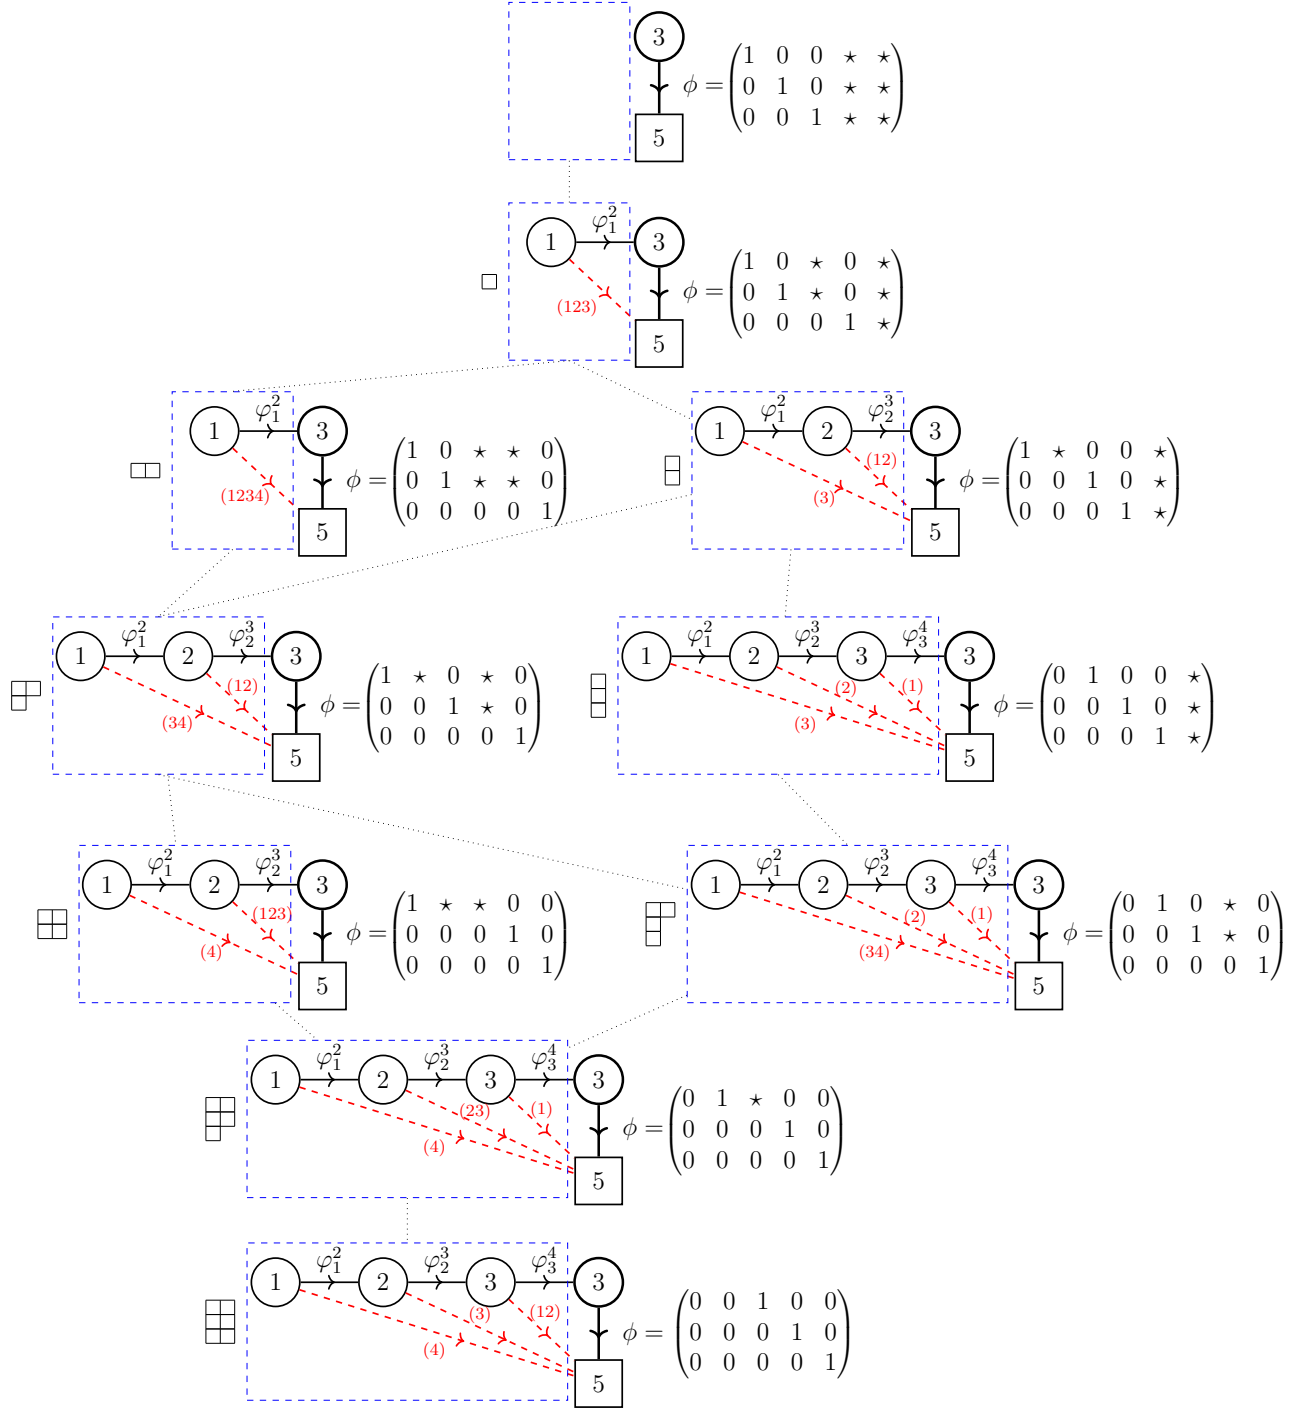 3
5
ϕ = (1 0 0 ⋆ ⋆
0 1 0 ⋆ ⋆
0 0 1 ⋆ ⋆)
1 φ₁² 3
(123)
5
ϕ = (1 0 ⋆ 0 ⋆
0 1 ⋆ 0 ⋆
0 0 0 1 ⋆)
1 φ₁² 3
(1234)
5
ϕ = (1 0 ⋆ ⋆ 0
0 1 ⋆ ⋆ 0
0 0 0 0 1)
1 φ₁² 2 φ₂³ 3
(12)
(3)
5
ϕ = (1 ⋆ 0 0 ⋆
0 0 1 0 ⋆
0 0 0 1 ⋆)
1 φ₁² 2 φ₂³ 3
(12)
(34)
5
ϕ = (1 ⋆ 0 ⋆ 0
0 0 1 ⋆ 0
0 0 0 0 1)
1 φ₁² 2 φ₂³ 3 φ₃⁴ 3
(2) (1)
(3)
5
ϕ = (0 1 0 0 ⋆
0 0 1 0 ⋆
0 0 0 1 ⋆)
1 φ₁² 2 φ₂³ 3
(123)
(4)
5
ϕ = (1 ⋆ ⋆ 0 0
0 0 0 1 0
0 0 0 0 1)
1 φ₁² 2 φ₂³ 3 φ₃⁴ 3
(2) (1)
(34)
5
ϕ = (0 1 0 ⋆ 0
0 0 1 ⋆ 0
0 0 0 0 1)
1 φ₁² 2 φ₂³ 3 φ₃⁴ 3
(23) (1)
(4)
5
ϕ = (0 1 ⋆ 0 0
0 0 0 1 0
0 0 0 0 1)
1 φ₁² 2 φ₂³ 3 φ₃⁴ 3
(3) (12)
(4)
5
ϕ = (0 0 1 0 0
0 0 0 1 0
0 0 0 0 1)